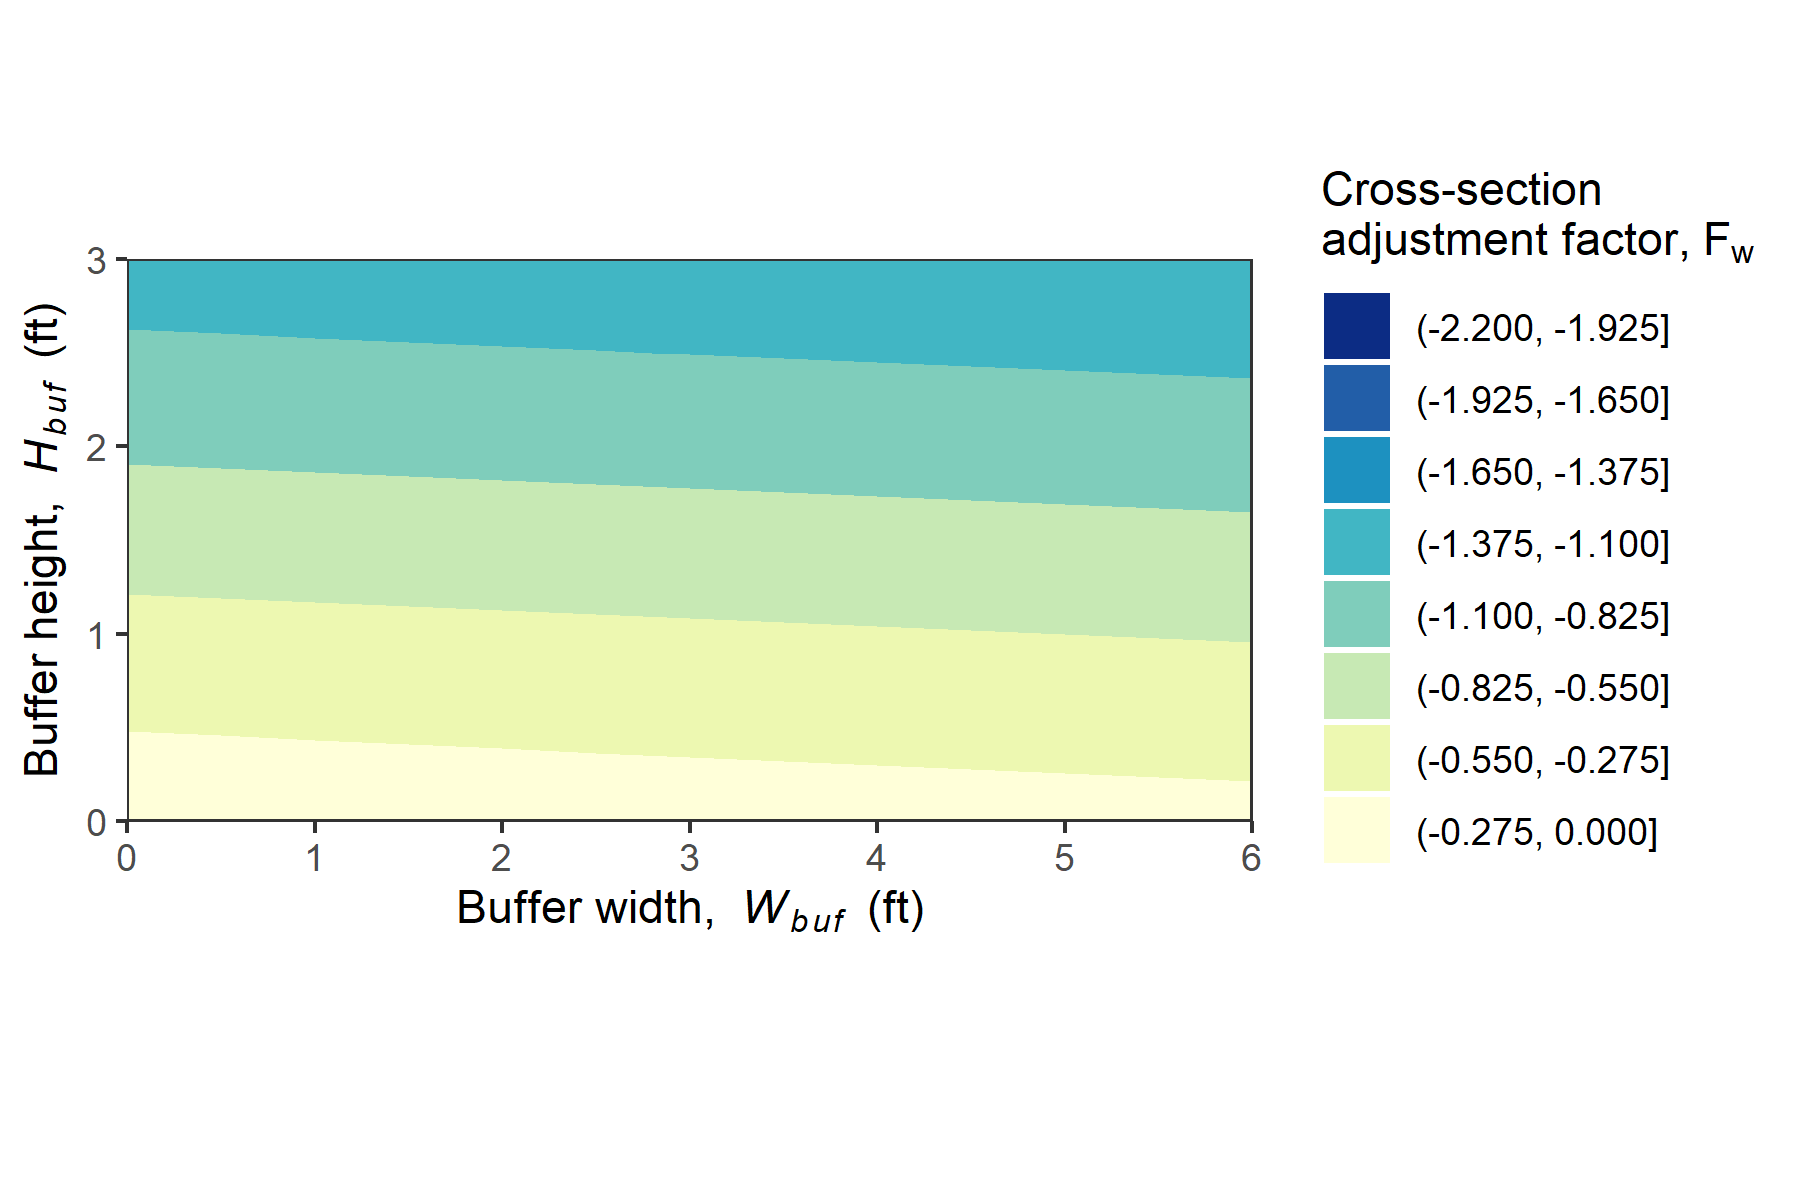 Cross-section
adjustment factor, Fw
(-2.200, -1.925]
(-1.925, -1.650]
(-1.650, -1.375]
(-1.375, -1.100]
(-1.100, -0.825]
(-0.825, -0.550]
(-0.550, -0.275]
(-0.275, 0.000]
Buffer height, Hbuf (ft)
3
2
1
0
0 1 2 3 4 5 6
Buffer width, Wbuf (ft)